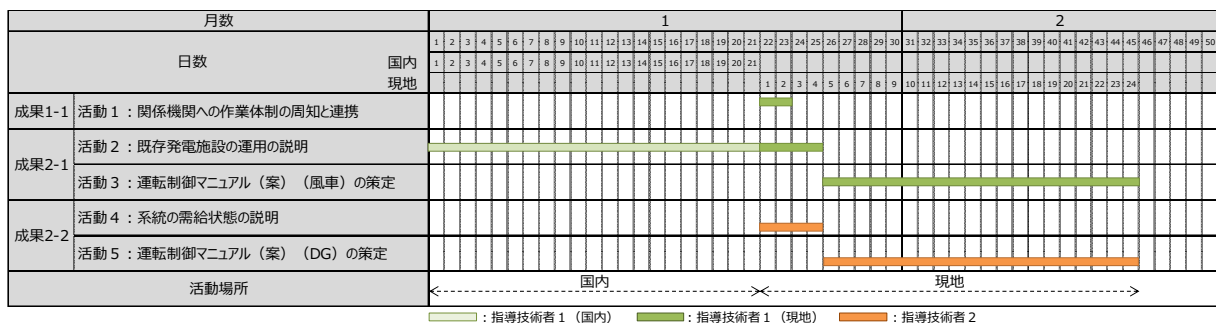 月数 1 2
1 2 3 4 5 6 7 8 9 10 11 12 13 14 15 16 17 18 19 20 21 22 23 24 25 26 27 28 29 30 31 32 33 34 35 36 37 38 39 40 41 42 43 44 45 46 47 48 49 50
日数 国内 1 2 3 4 5 6 7 8 9 10 11 12 13 14 15 16 17 18 19 20 21
現地 1 2 3 4 5 6 7 8 9 10 11 12 13 14 15 16 17 18 19 20 21 22 23 24
成果1-1 活動1:関係機関への作業体制の周知と連携
成果2-1 活動2:既存発電施設の運用の説明
活動3:運転制御マニュアル(案)(風車)の策定
成果2-2 活動4:系統の需給状態の説明
活動5:運転制御マニュアル(案)(DG)の策定
活動場所 国内 現地
:指導技術者1(国内) :指導技術者1(現地) :指導技術者2